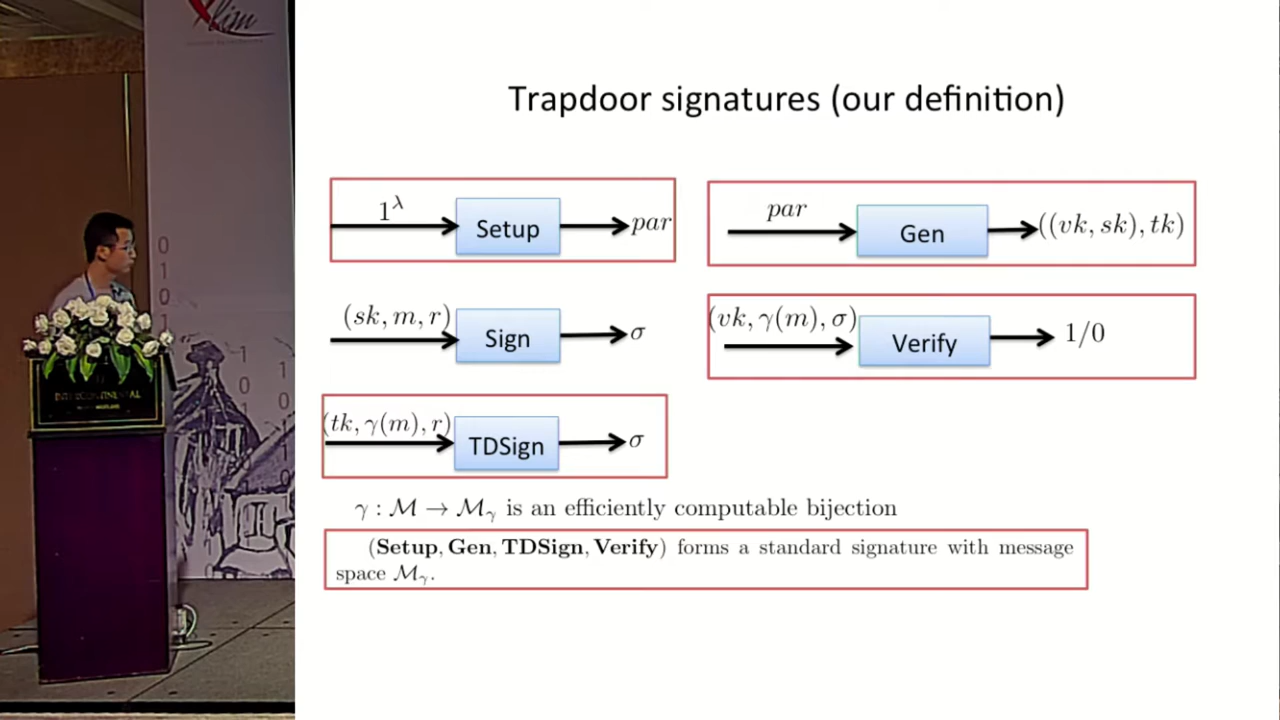 Trapdoor signatures (our definition)
1^λ
Setup
par
par
Gen
((vk, sk), tk)
(sk, m, r)
Sign
σ
(vk, γ(m), σ)
Verify
1/0
(tk, γ(m), r)
TDSign
σ
γ : M → M_γ is an efficiently computable bijection
(Setup, Gen, TDSign, Verify) forms a standard signature with message
space M_γ.
INTERCONTINENTAL